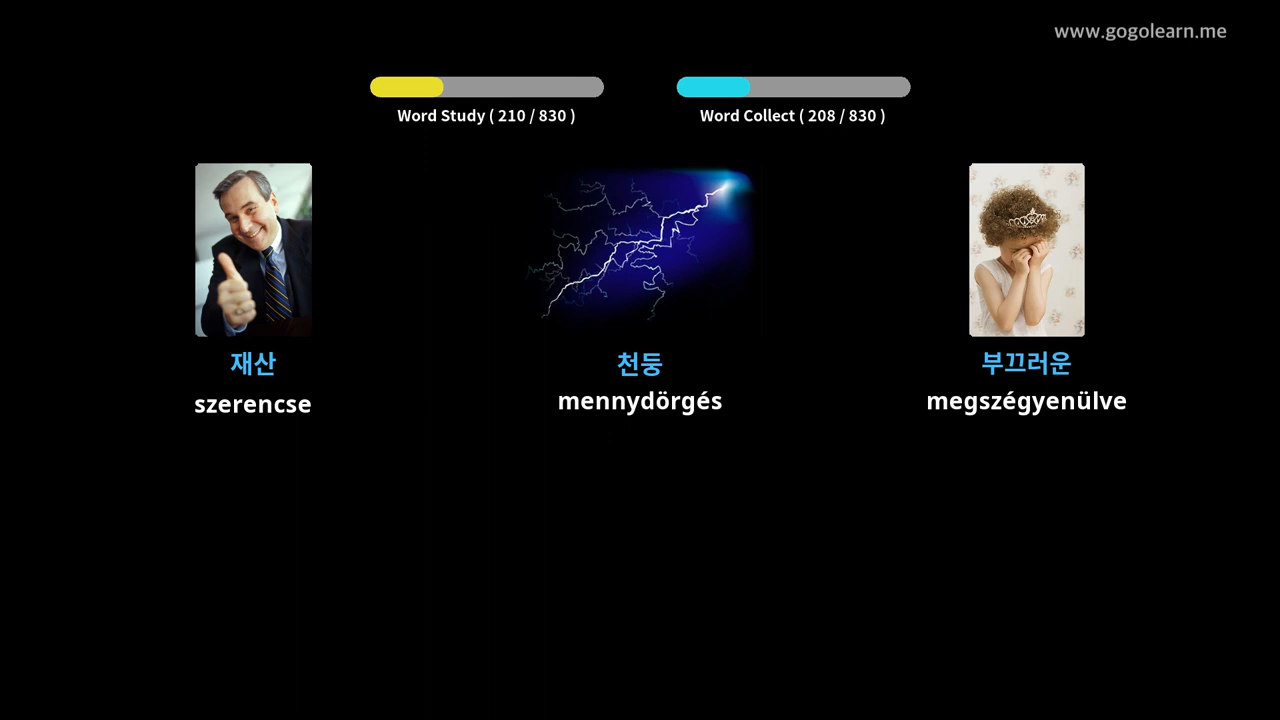 www.gogolearn.me
Word Study ( 210 / 830 )
Word Collect ( 208 / 830 )
재산
천둥
부끄러운
szerencse
mennydörgés
megszégyenülve